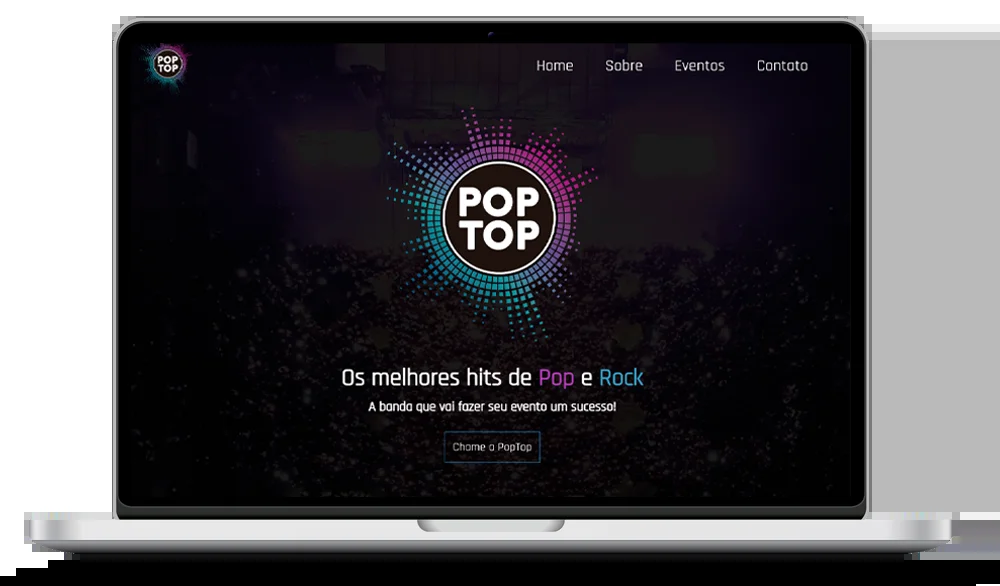 POP
TOP
Home Sobre Eventos Contato
POP
TOP
Os melhores hits de Pop e Rock
A banda que vai fazer seu evento um sucesso!
Chame a PopTop